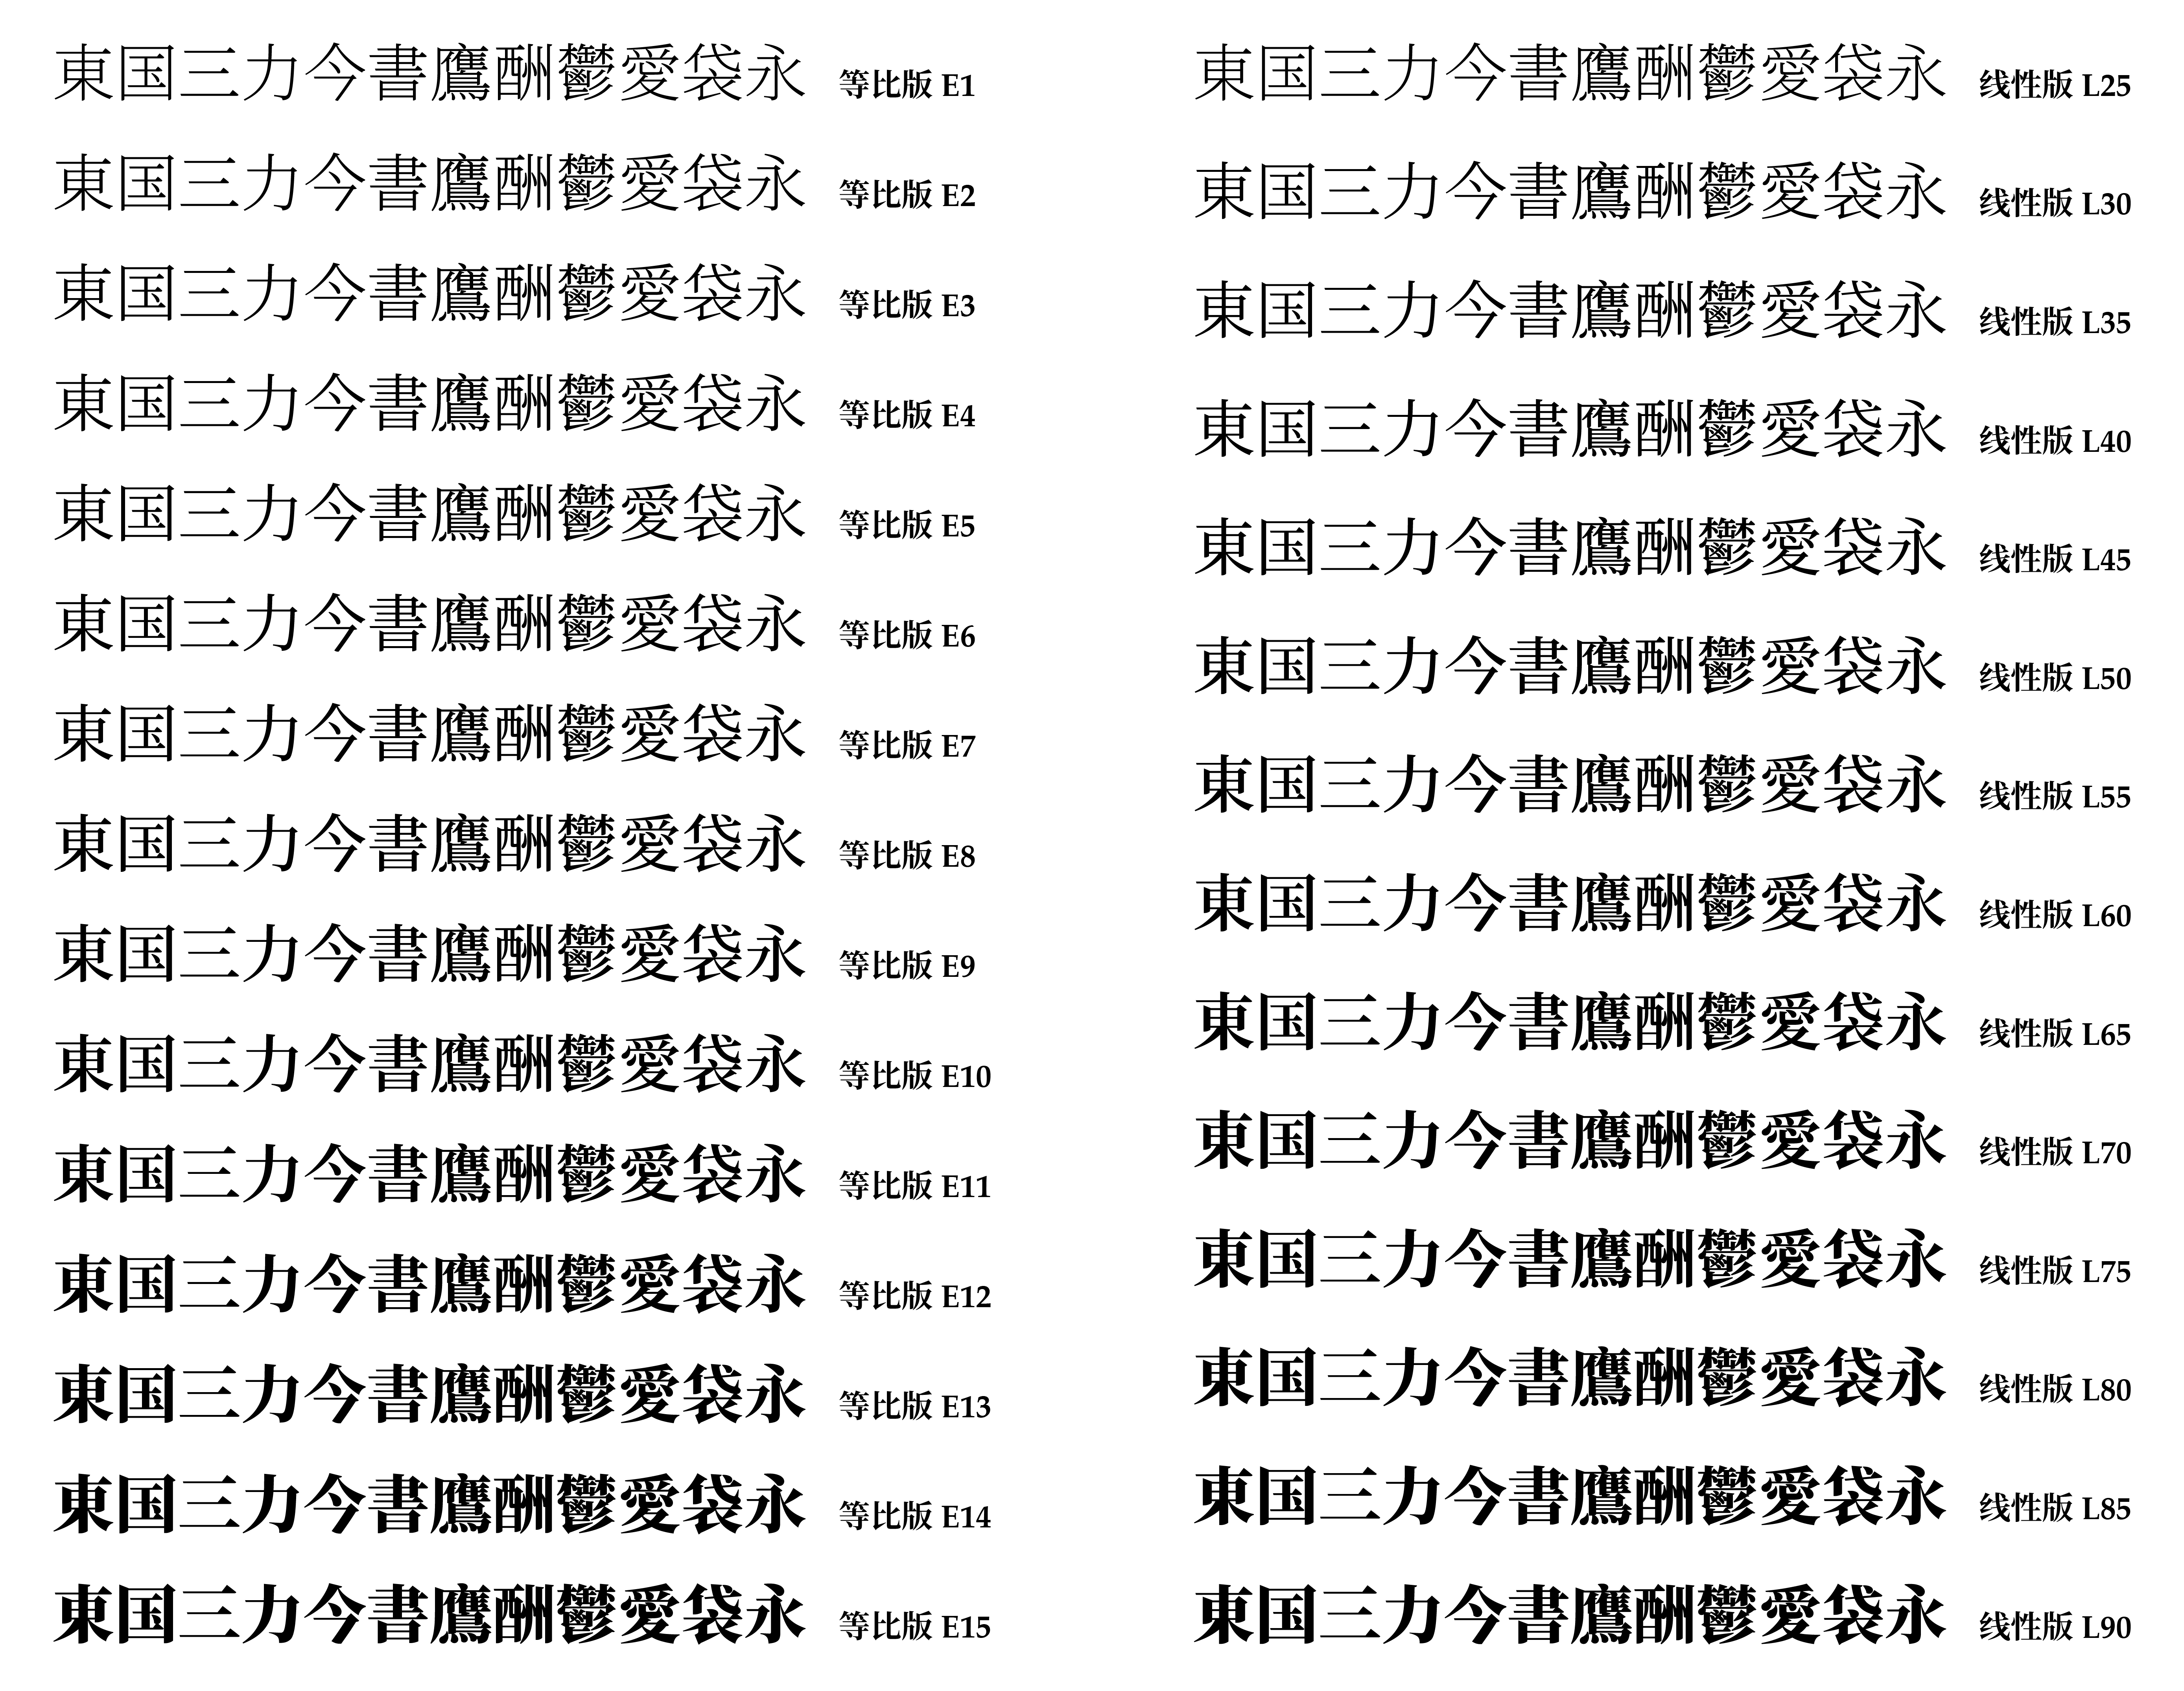 東国三力今書鷹酬鬱愛袋永 等比版 E1
東国三力今書鷹酬鬱愛袋永 等比版 E2
東国三力今書鷹酬鬱愛袋永 等比版 E3
東国三力今書鷹酬鬱愛袋永 等比版 E4
東国三力今書鷹酬鬱愛袋永 等比版 E5
東国三力今書鷹酬鬱愛袋永 等比版 E6
東国三力今書鷹酬鬱愛袋永 等比版 E7
東国三力今書鷹酬鬱愛袋永 等比版 E8
東国三力今書鷹酬鬱愛袋永 等比版 E9
東国三力今書鷹酬鬱愛袋永 等比版 E10
東国三力今書鷹酬鬱愛袋永 等比版 E11
東国三力今書鷹酬鬱愛袋永 等比版 E12
東国三力今書鷹酬鬱愛袋永 等比版 E13
東国三力今書鷹酬鬱愛袋永 等比版 E14
東国三力今書鷹酬鬱愛袋永 等比版 E15
東国三力今書鷹酬鬱愛袋永 线性版 L25
東国三力今書鷹酬鬱愛袋永 线性版 L30
東国三力今書鷹酬鬱愛袋永 线性版 L35
東国三力今書鷹酬鬱愛袋永 线性版 L40
東国三力今書鷹酬鬱愛袋永 线性版 L45
東国三力今書鷹酬鬱愛袋永 线性版 L50
東国三力今書鷹酬鬱愛袋永 线性版 L55
東国三力今書鷹酬鬱愛袋永 线性版 L60
東国三力今書鷹酬鬱愛袋永 线性版 L65
東国三力今書鷹酬鬱愛袋永 线性版 L70
東国三力今書鷹酬鬱愛袋永 线性版 L75
東国三力今書鷹酬鬱愛袋永 线性版 L80
東国三力今書鷹酬鬱愛袋永 线性版 L85
東国三力今書鷹酬鬱愛袋永 线性版 L90